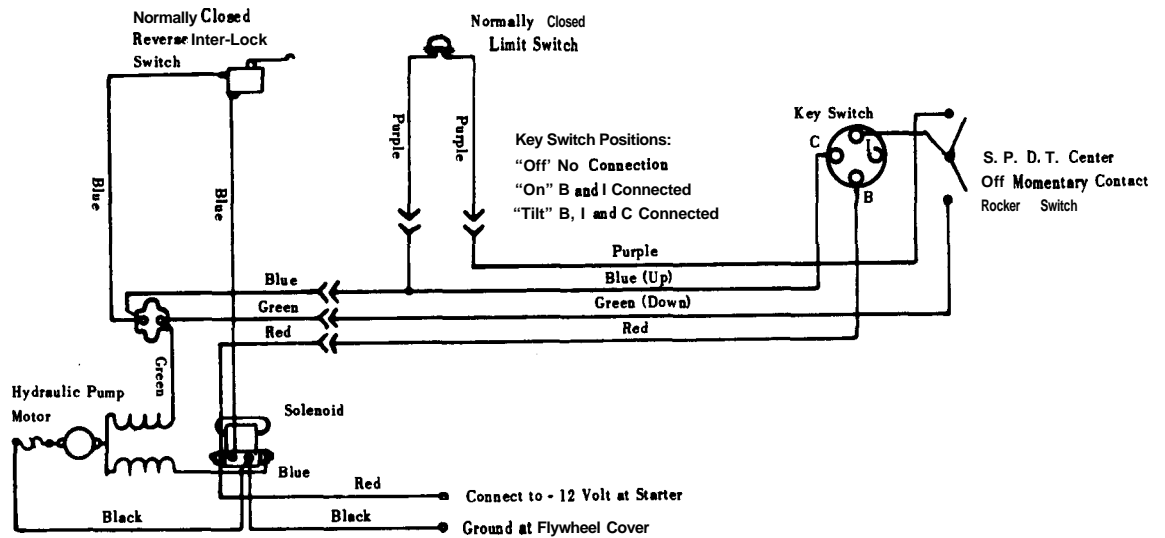 Normally Closed
Reverse Inter-Lock
Switch
Normally Closed
Limit Switch
Purple
Purple
Key Switch Positions:
"Off' No Connection
"On" B and I Connected
"Tilt" B, I and C Connected
Key Switch
C
I
B
S. P. D. T. Center
Off Momentary Contact
Rocker Switch
Blue
Blue
Purple
Blue
Blue (Up)
Green
Green (Down)
Red
Red
Green
Hydraulic Pump
Motor
Solenoid
Blue
Red
Connect to - 12 Volt at Starter
Black
Black
Ground at Flywheel Cover